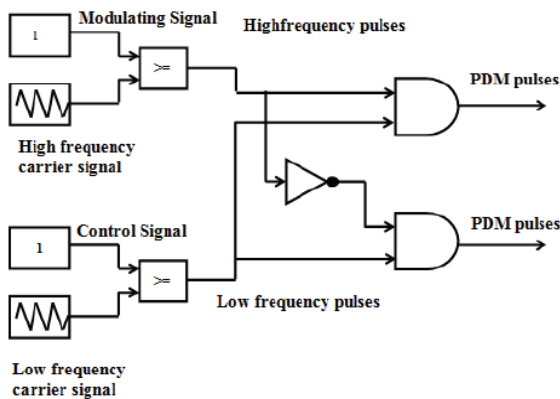 Modulating Signal
Highfrequency pulses
1
>=
PDM pulses
High frequency
carrier signal
Control Signal
PDM pulses
1
>=
Low frequency pulses
Low frequency
carrier signal